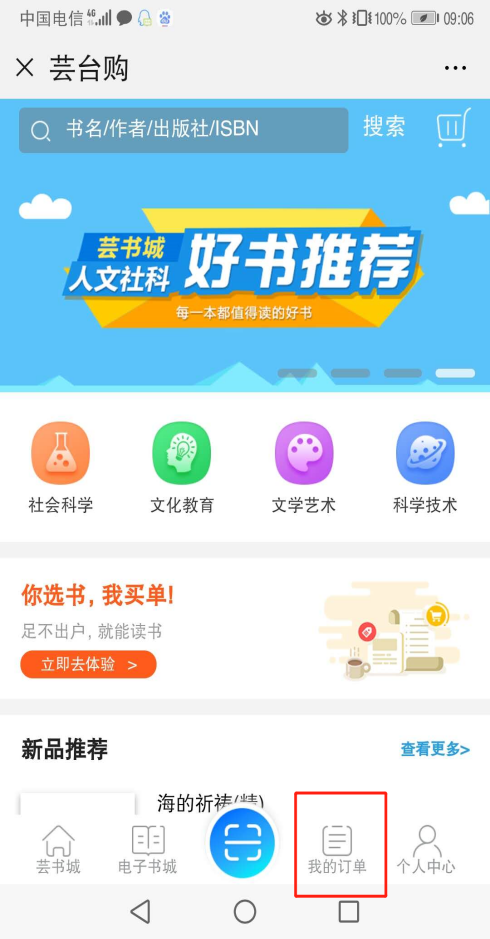 中国电信 4G 100% 09:06
芸台购
书名/作者/出版社/ISBN 搜索
芸书城
人文社科
好书推荐
每一本都值得读的好书
社会科学 文化教育 文学艺术 科学技术
你选书, 我买单!
足不出户, 就能读书
立即去体验 >
新品推荐 查看更多>
海的祈祷(精)
芸书城 电子书城 我的订单 个人中心